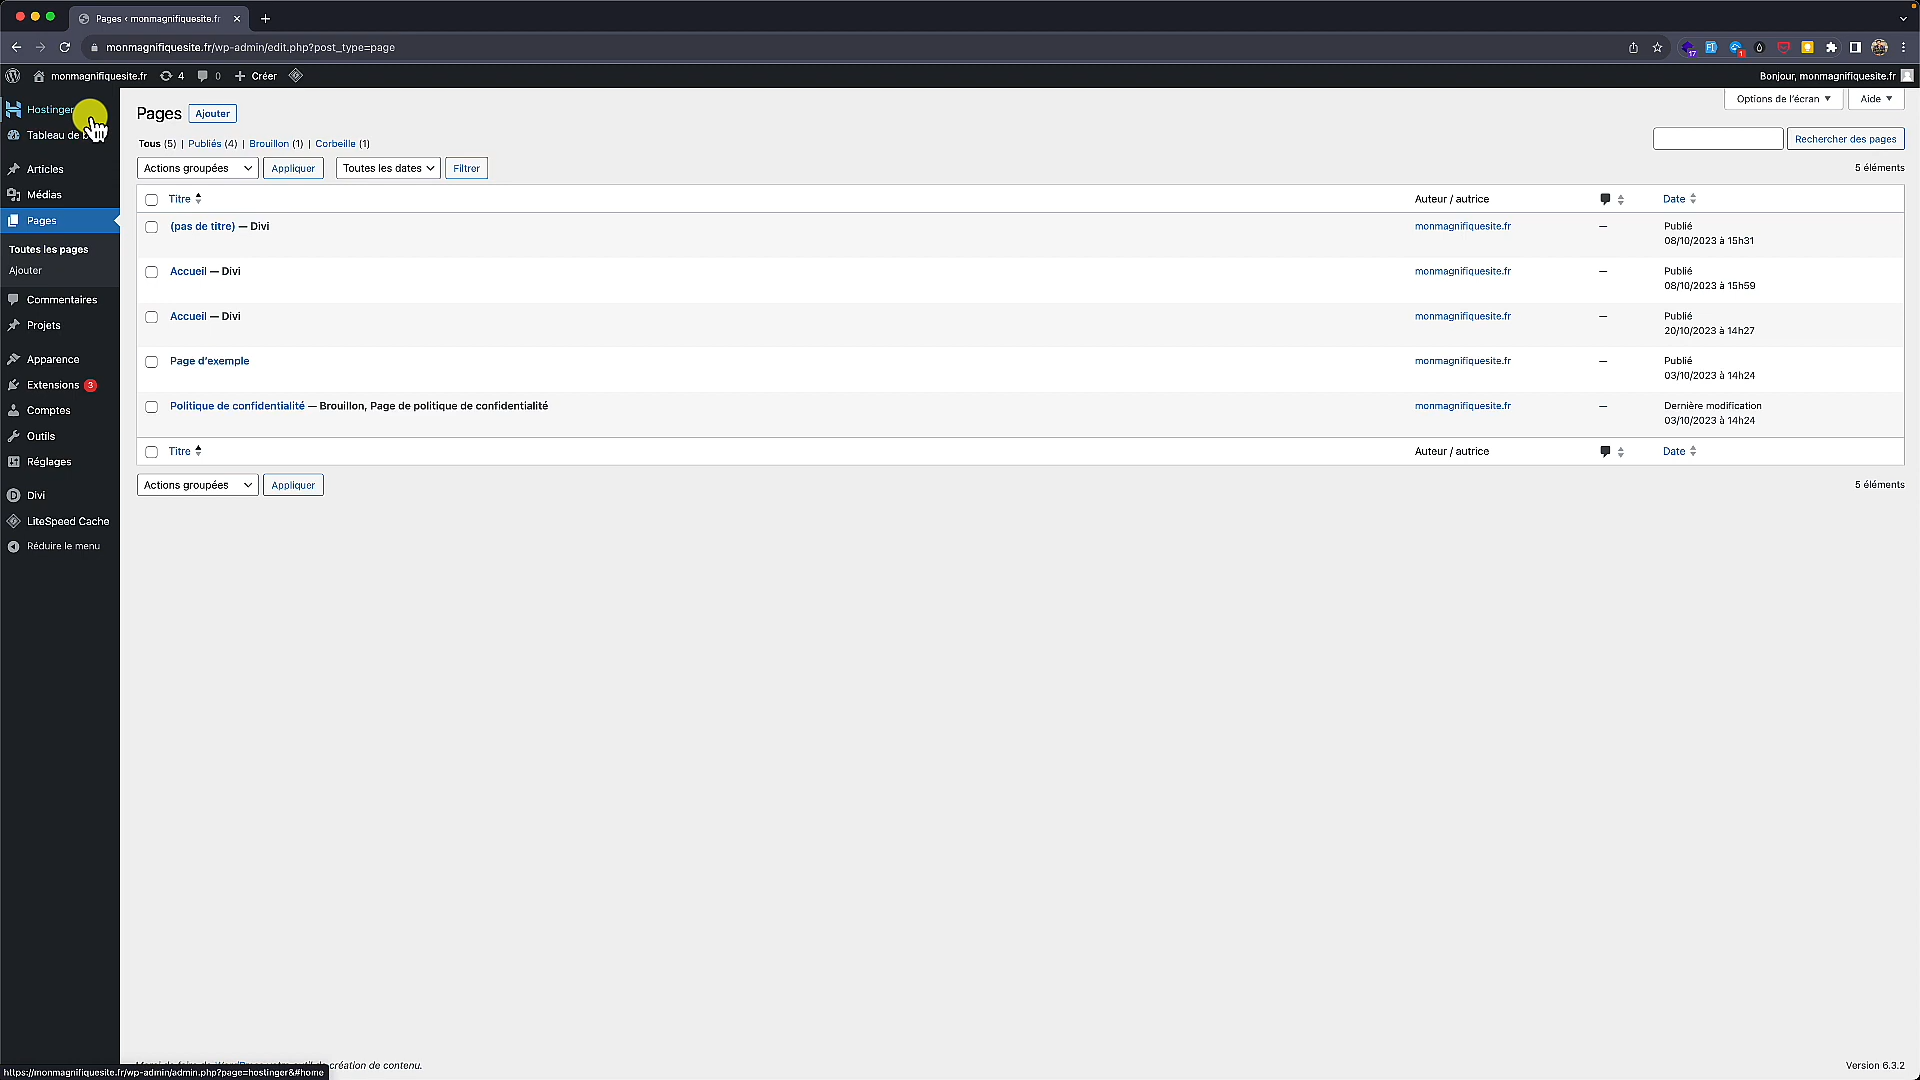 Pages ‹ monmagnifiquesite.fr
monmagnifiquesite.fr/wp-admin/edit.php?post_type=page
17
1
monmagnifiquesite.fr 4 0 Créer
Bonjour, monmagnifiquesite.fr
Hostinger
Tableau de
Articles
Médias
Pages
Toutes les pages
Ajouter
Commentaires
Projets
Apparence
Extensions 3
Comptes
Outils
Réglages
Divi
LiteSpeed Cache
Réduire le menu
Pages Ajouter
Options de l'écran Aide
Tous (5) | Publiés (4) | Brouillon (1) | Corbeille (1)
Rechercher des pages
Actions groupées Appliquer Toutes les dates Filtrer
5 éléments
Titre Auteur / autrice Date
(pas de titre) — Divi monmagnifiquesite.fr — Publié
08/10/2023 à 15h31
Accueil — Divi monmagnifiquesite.fr — Publié
08/10/2023 à 15h59
Accueil — Divi monmagnifiquesite.fr — Publié
20/10/2023 à 14h27
Page d'exemple monmagnifiquesite.fr — Publié
03/10/2023 à 14h24
Politique de confidentialité — Brouillon, Page de politique de confidentialité monmagnifiquesite.fr — Dernière modification
03/10/2023 à 14h24
Titre Auteur / autrice Date
Actions groupées Appliquer
5 éléments
création de contenu.
Version 6.3.2
https://monmagnifiquesite.fr/wp-admin/admin.php?page=hostinger&#home